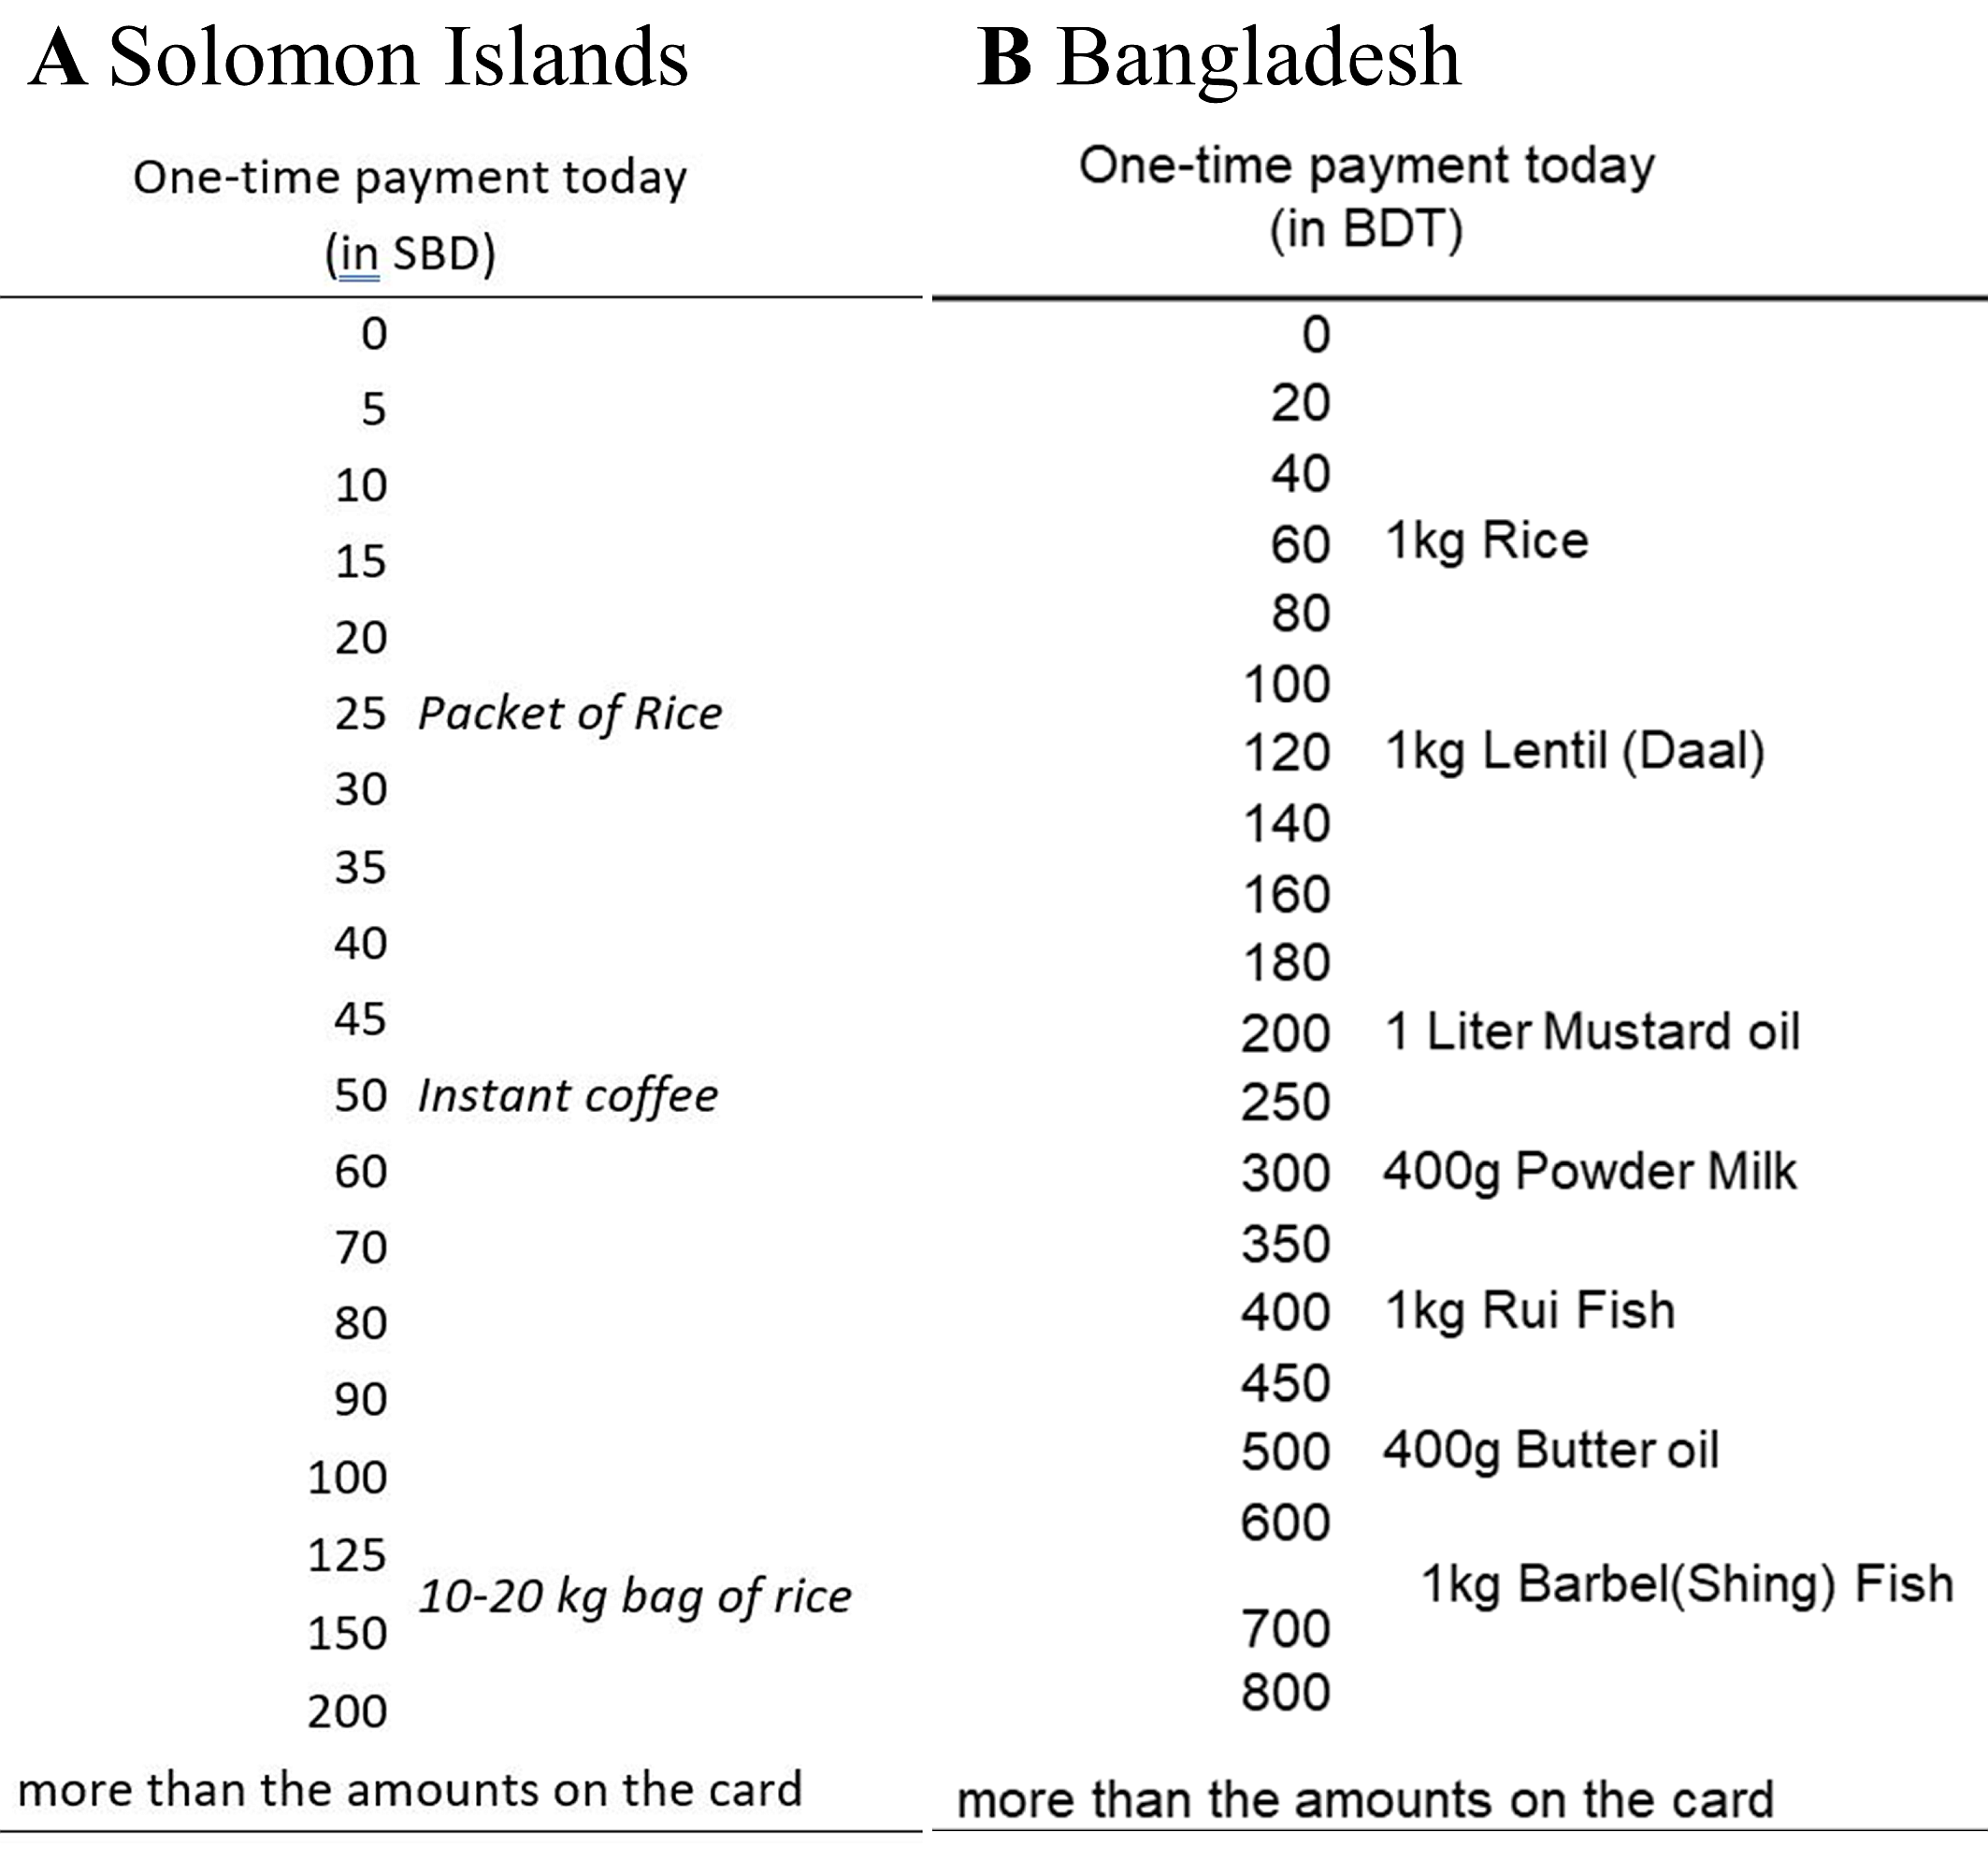 A Solomon Islands
One-time payment today
(in SBD)
0
5
10
15
20
25 Packet of Rice
30
35
40
45
50 Instant coffee
60
70
80
90
100
125
10-20 kg bag of rice
150
200
more than the amounts on the card
B Bangladesh
One-time payment today
(in BDT)
0
20
40
60 1kg Rice
80
100
120 1kg Lentil (Daal)
140
160
180
200 1 Liter Mustard oil
250
300 400g Powder Milk
350
400 1kg Rui Fish
450
500 400g Butter oil
600
1kg Barbel(Shing) Fish
700
800
more than the amounts on the card